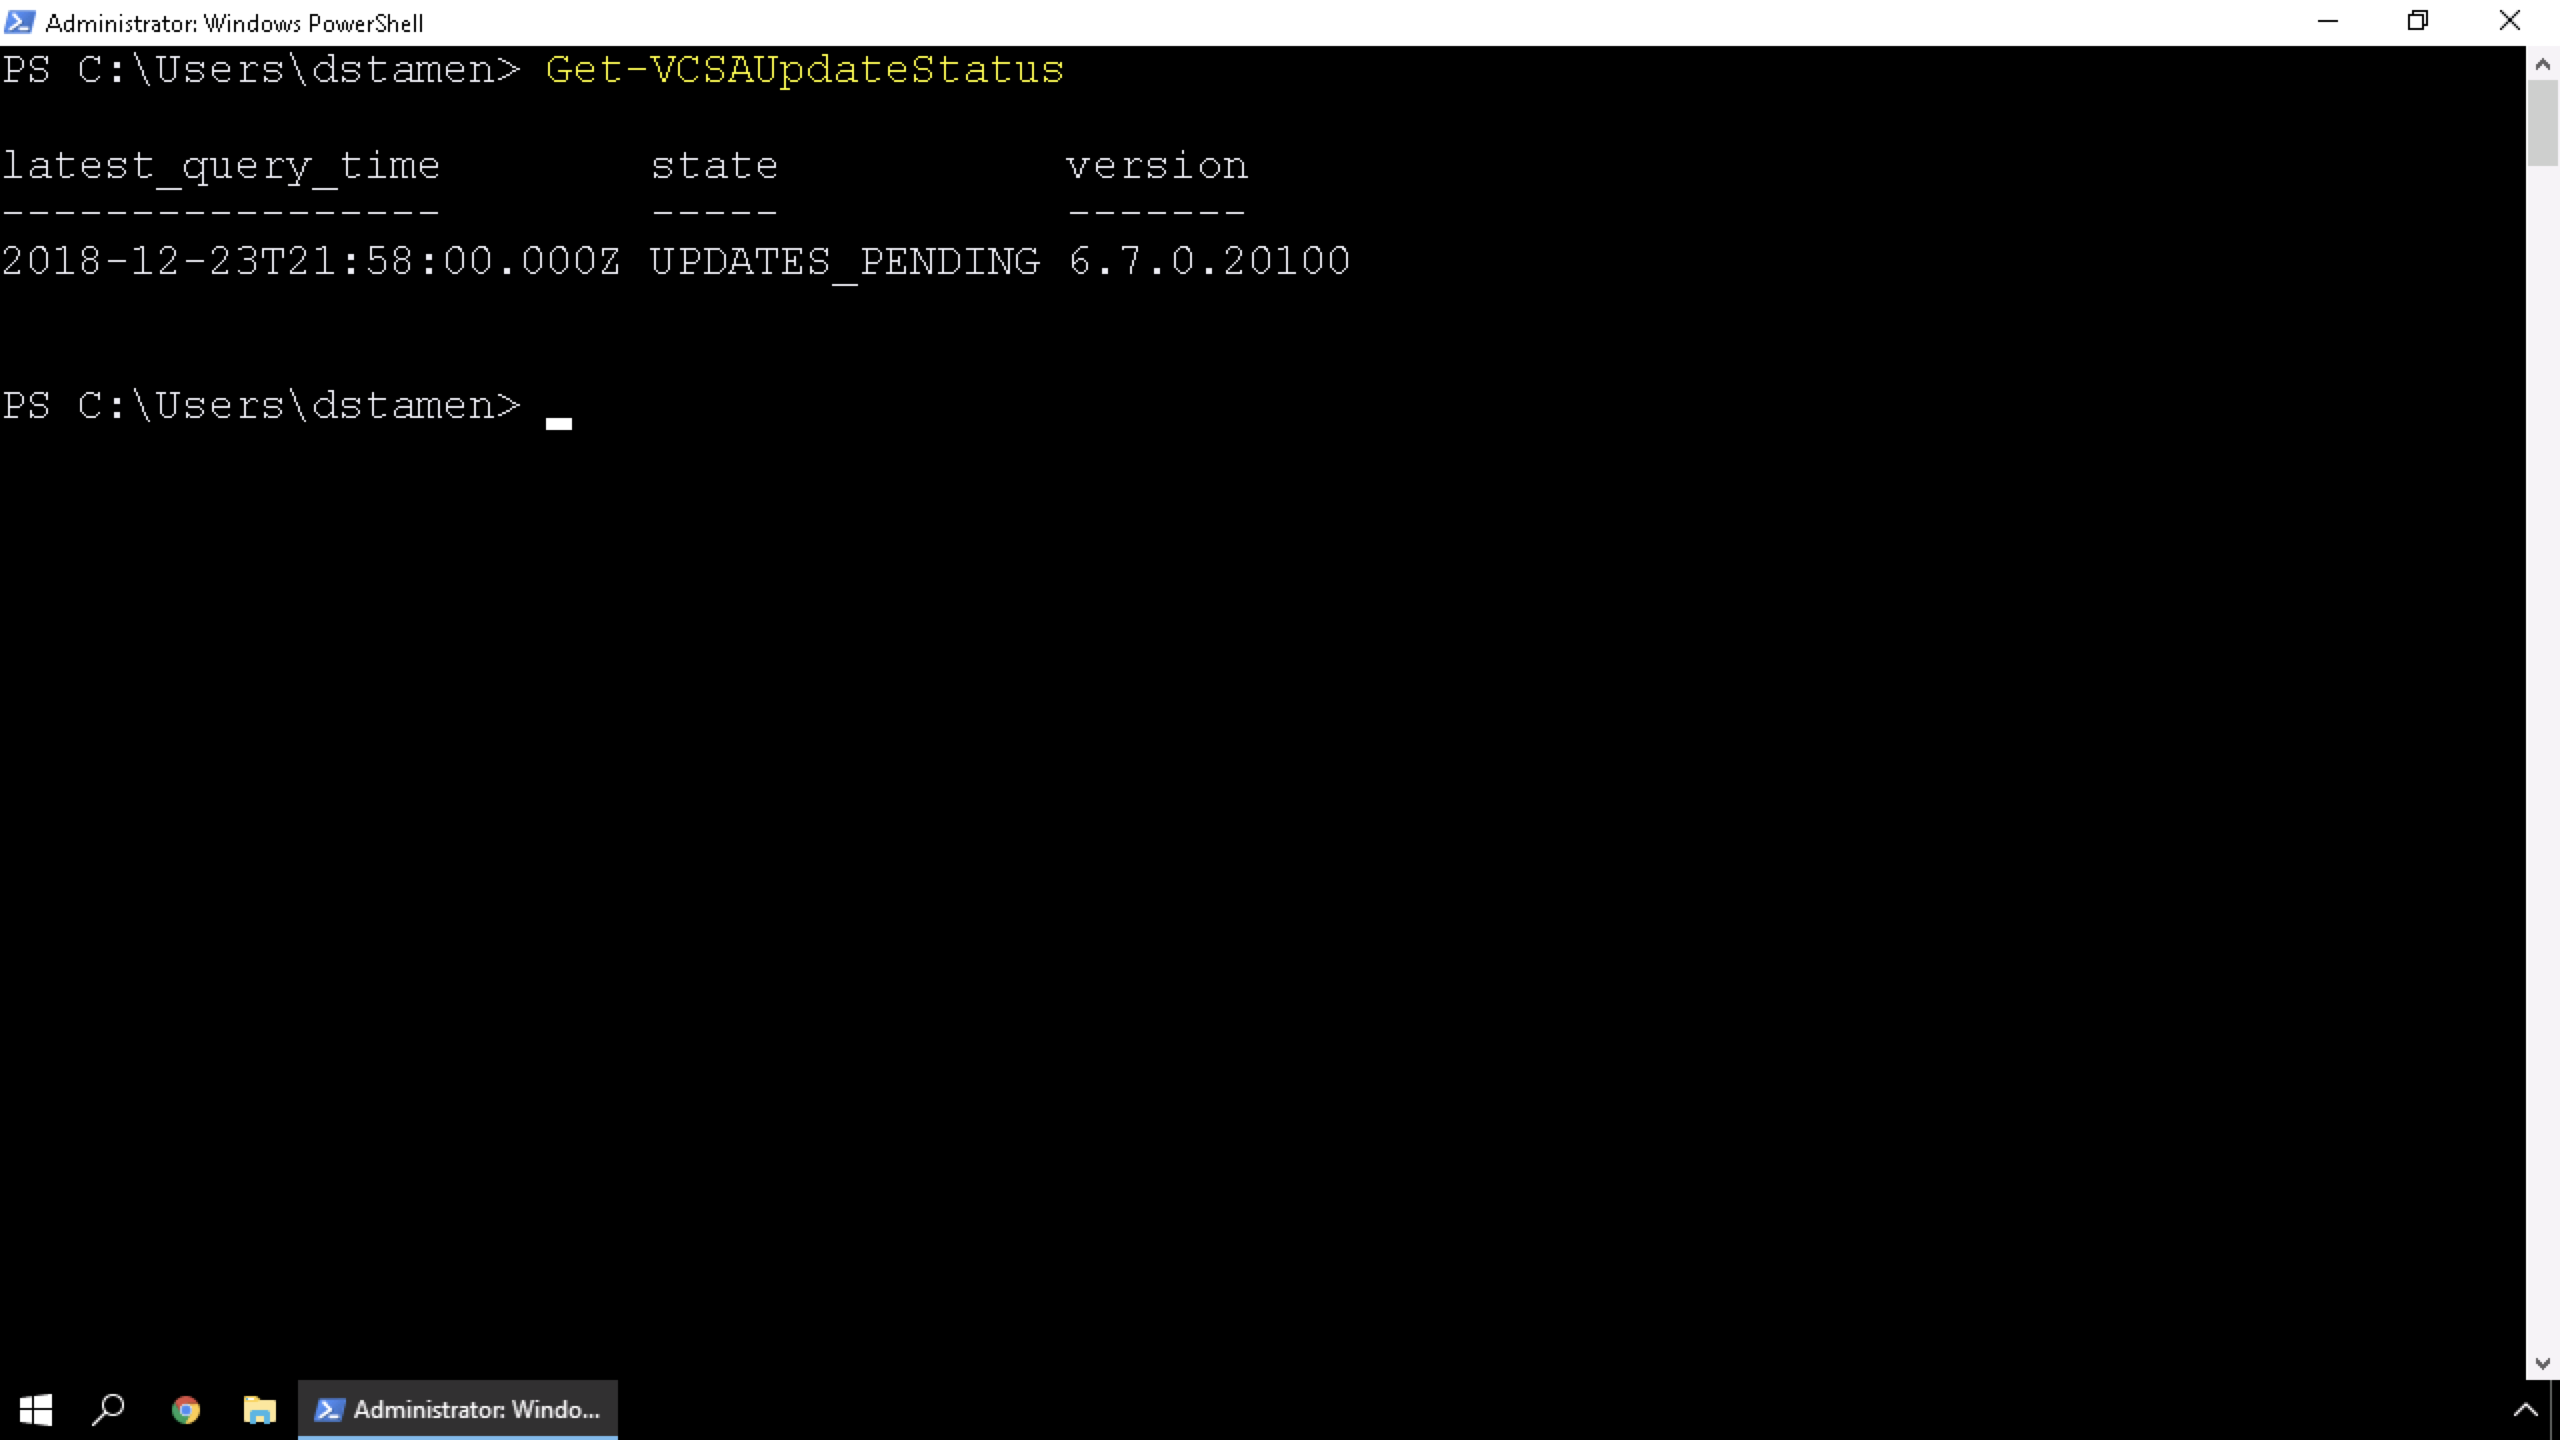 Administrator: Windows PowerShell
PS C:\Users\dstamen> Get-VCSAUpdateStatus
latest_query_time state version
----------------- ----- -------
2018-12-23T21:58:00.000Z UPDATES_PENDING 6.7.0.20100
PS C:\Users\dstamen>
Administrator: Windo...